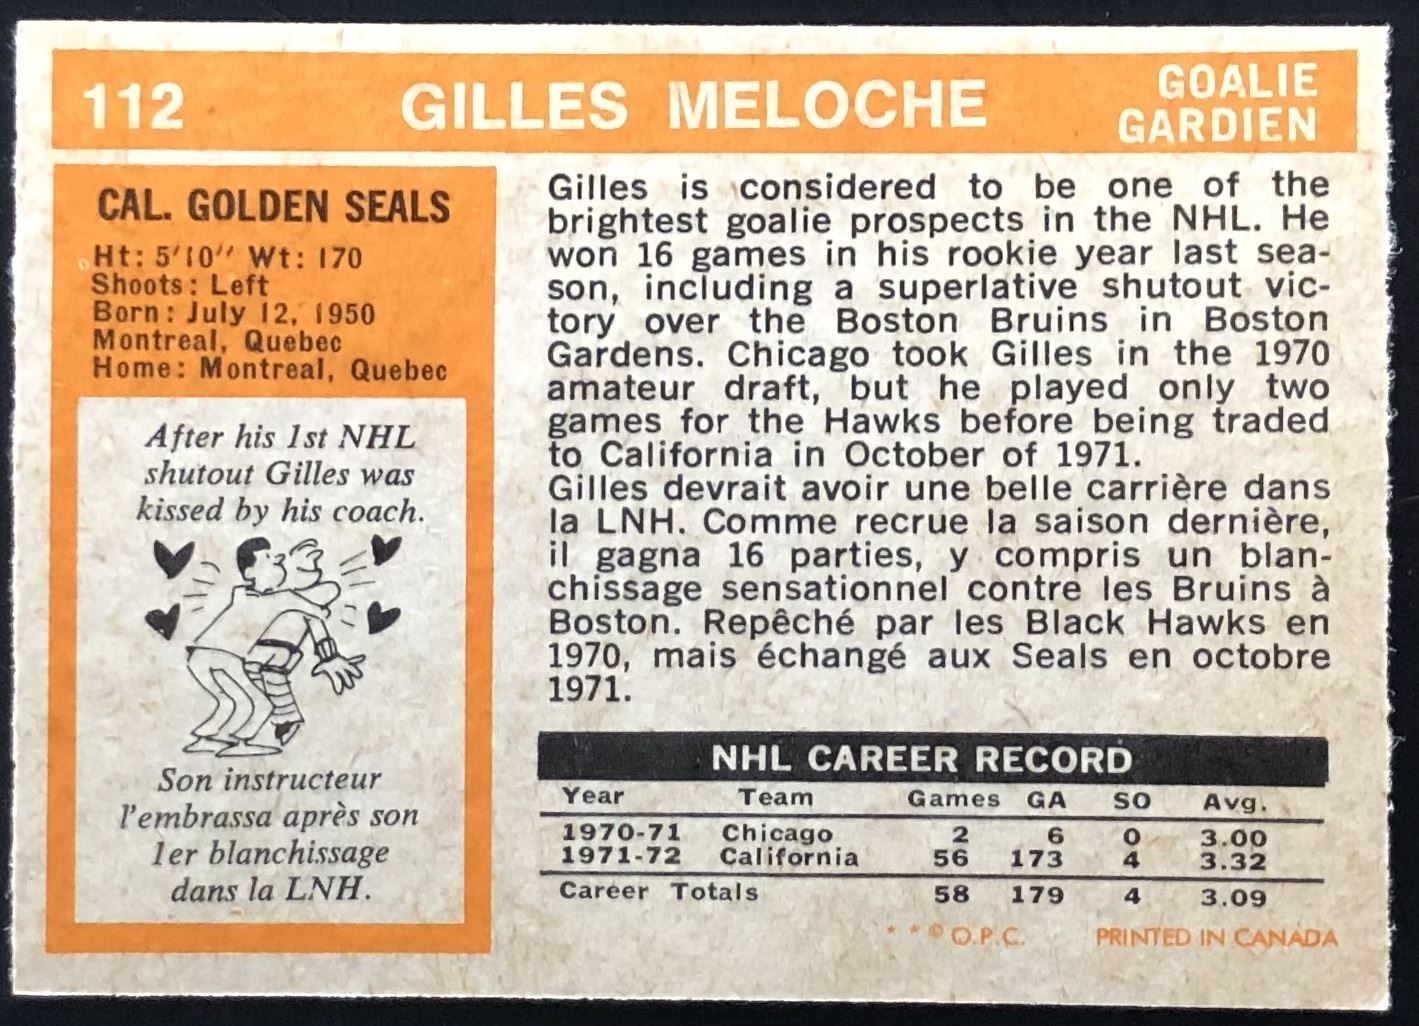 112
GILLES MELOCHE
GOALIE
GARDIEN
CAL. GOLDEN SEALS
Ht: 5'10" Wt: 170
Shoots: Left
Born: July 12, 1950
Montreal, Quebec
Home: Montreal, Quebec
After his 1st NHL
shutout Gilles was
kissed by his coach.
Son instructeur
l'embrassa après son
1er blanchissage
dans la LNH.
Gilles is considered to be one of the
brightest goalie prospects in the NHL. He
won 16 games in his rookie year last sea-
son, including a superlative shutout vic-
tory over the Boston Bruins in Boston
Gardens. Chicago took Gilles in the 1970
amateur draft, but he played only two
games for the Hawks before being traded
to California in October of 1971.
Gilles devrait avoir une belle carrière dans
la LNH. Comme recrue la saison dernière,
il gagna 16 parties, y compris un blan-
chissage sensationnel contre les Bruins à
Boston. Repêché par les Black Hawks en
1970, mais échangé aux Seals en octobre
1971.
NHL CAREER RECORD
Year Team Games GA SO Avg.
1970-71 Chicago 2 6 0 3.00
1971-72 California 56 173 4 3.32
Career Totals 58 179 4 3.09
* * © O.P.C. PRINTED IN CANADA